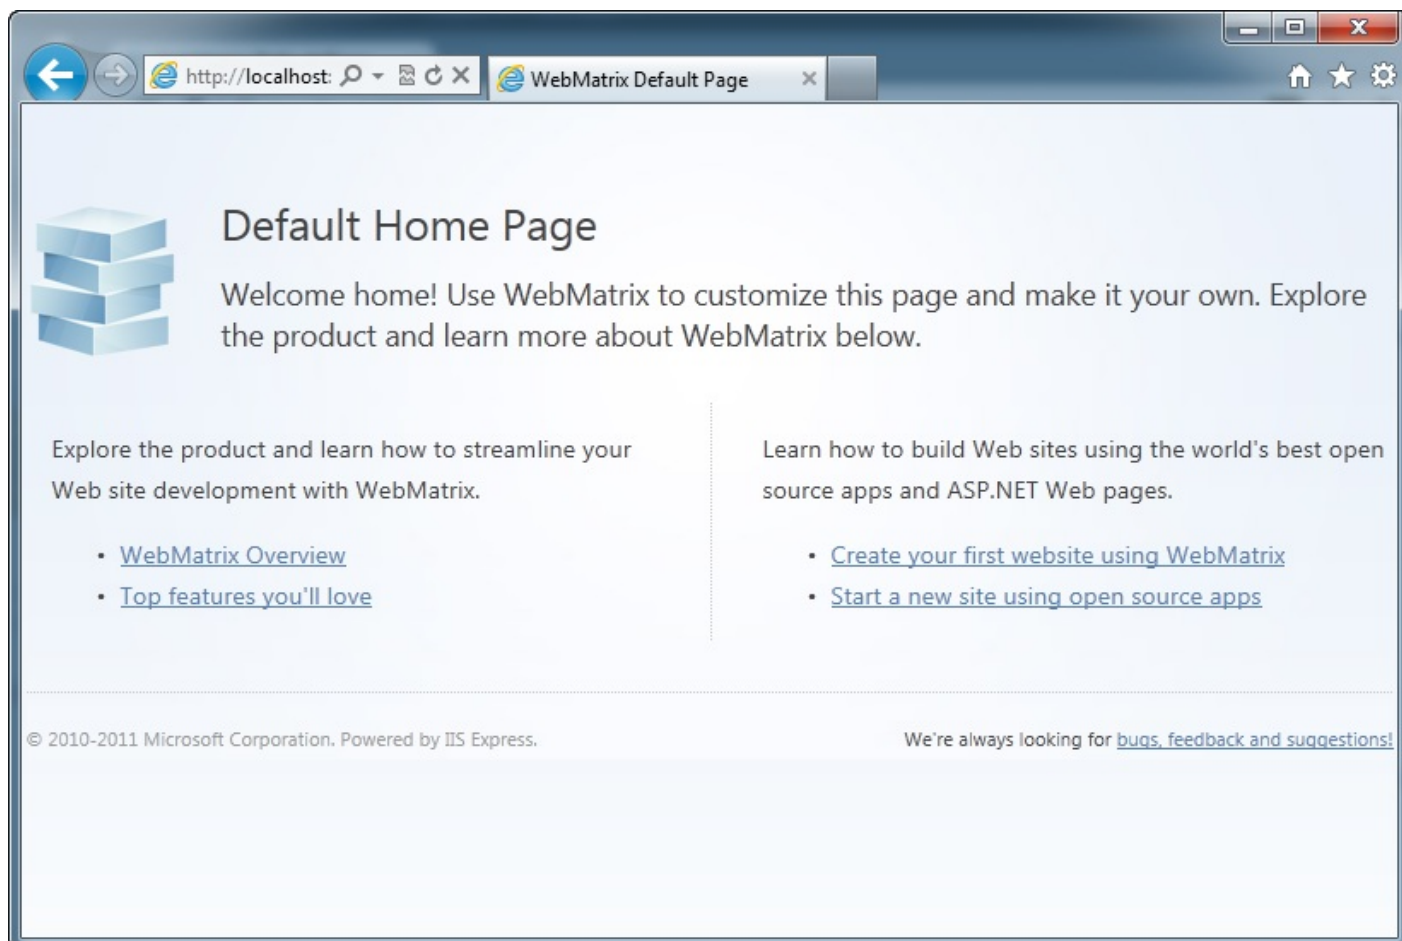 http://localhost:
WebMatrix Default Page
Default Home Page
Welcome home! Use WebMatrix to customize this page and make it your own. Explore
the product and learn more about WebMatrix below.
Explore the product and learn how to streamline your
Web site development with WebMatrix.
• WebMatrix Overview
• Top features you'll love
Learn how to build Web sites using the world's best open
source apps and ASP.NET Web pages.
• Create your first website using WebMatrix
• Start a new site using open source apps
© 2010-2011 Microsoft Corporation. Powered by IIS Express.
We're always looking for bugs, feedback and suggestions!